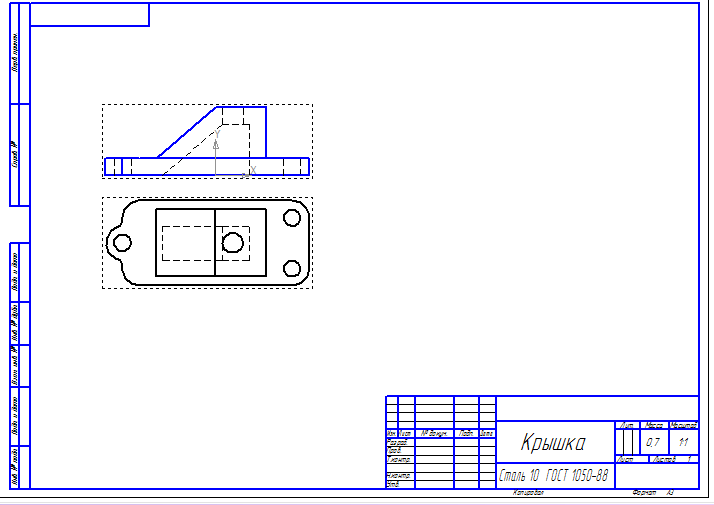 Перв. примен.
Справ. №
Подп. и дата
Инв. № дубл.
Взам. инв. №
Подп. и дата
Инв. № подл.
Y
X
Изм. Лист № докум. Подп. Дата
Разраб.
Пров.
Т.контр.
Н.контр.
Утв.
Крышка
Лит. Масса Масштаб
0,7 1:1
Лист Листов 1
Сталь 10 ГОСТ 1050-88
Копировал Формат А3